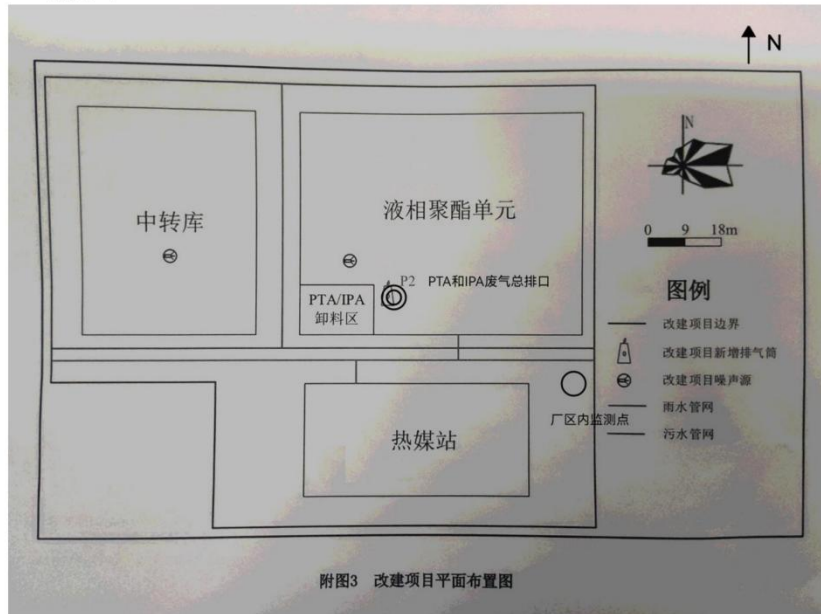 N
N
中转库
液相聚酯单元
P2 PTA和IPA废气总排口
PTA/IPA
卸料区
0 9 18m
图例
改建项目边界
改建项目新增排气筒
改建项目噪声源
雨水管网
污水管网
厂区内监测点
热媒站
附图3 改建项目平面布置图